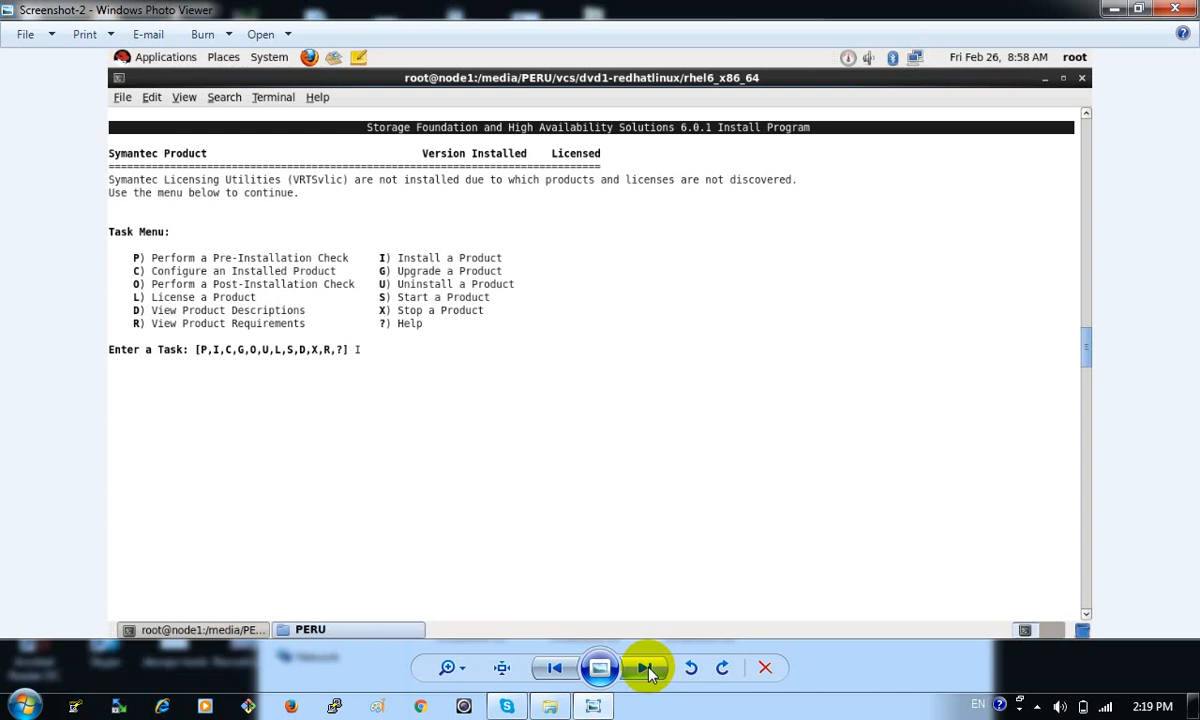 Screenshot-2 - Windows Photo Viewer
File Print E-mail Burn Open
Applications Places System Fri Feb 26, 8:58 AM root
root@node1:/media/PERU/vcs/dvd1-redhatlinux/rhel6_x86_64
File Edit View Search Terminal Help
Storage Foundation and High Availability Solutions 6.0.1 Install Program
Symantec Product Version Installed Licensed
================================================================================
Symantec Licensing Utilities (VRTSvlic) are not installed due to which products and licenses are not discovered.
Use the menu below to continue.
Task Menu:
P) Perform a Pre-Installation Check I) Install a Product
C) Configure an Installed Product G) Upgrade a Product
O) Perform a Post-Installation Check U) Uninstall a Product
L) License a Product S) Start a Product
D) View Product Descriptions X) Stop a Product
R) View Product Requirements ?) Help
Enter a Task: [P,I,C,G,O,U,L,S,D,X,R,?]
root@node1:/media/PE... PERU
EN 2:19 PM